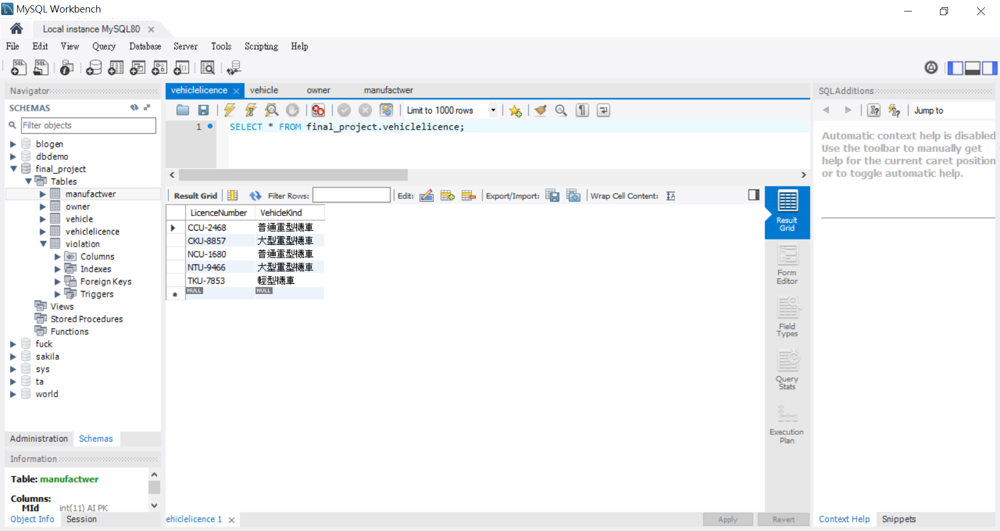 MySQL Workbench
Local instance MySQL80
File Edit View Query Database Server Tools Scripting Help
Navigator
SCHEMAS
Filter objects
blogen
dbdemo
final_project
Tables
manufactwer
owner
vehicle
vehiclelicence
violation
Columns
Indexes
Foreign Keys
Triggers
Views
Stored Procedures
Functions
fuck
sakila
sys
ta
world
Administration Schemas
Information
Table: manufactwer
Columns:
MId int(11) AI PK
Object Info Session
vehiclelicence vehicle owner manufactwer
Limit to 1000 rows
1 SELECT * FROM final_project.vehiclelicence;
Result Grid Filter Rows: Edit: Export/Import: Wrap Cell Content:
LicenceNumber VehicleKind
CCU-2468 普通重型機車
CKU-8857 大型重型機車
NCU-1680 普通重型機車
NTU-9466 大型重型機車
TKU-7853 輕型機車
NULL NULL
Result
Grid
Form
Editor
Field
Types
Query
Stats
Execution
Plan
ehiclelicence 1
Apply Revert
SQLAdditions
Jump to
Automatic context help is disabled
Use the toolbar to manually get
help for the current caret position
or to toggle automatic help.
Context Help Snippets